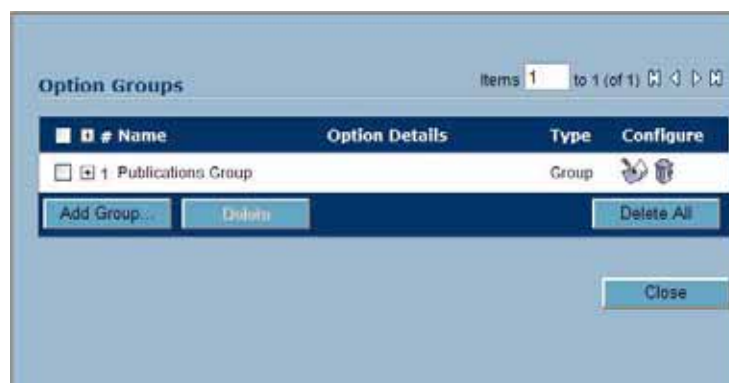 Option Groups
Items 1 to 1 (of 1)
# Name Option Details Type Configure
1 Publications Group Group
Add Group... Delete Delete All
Close